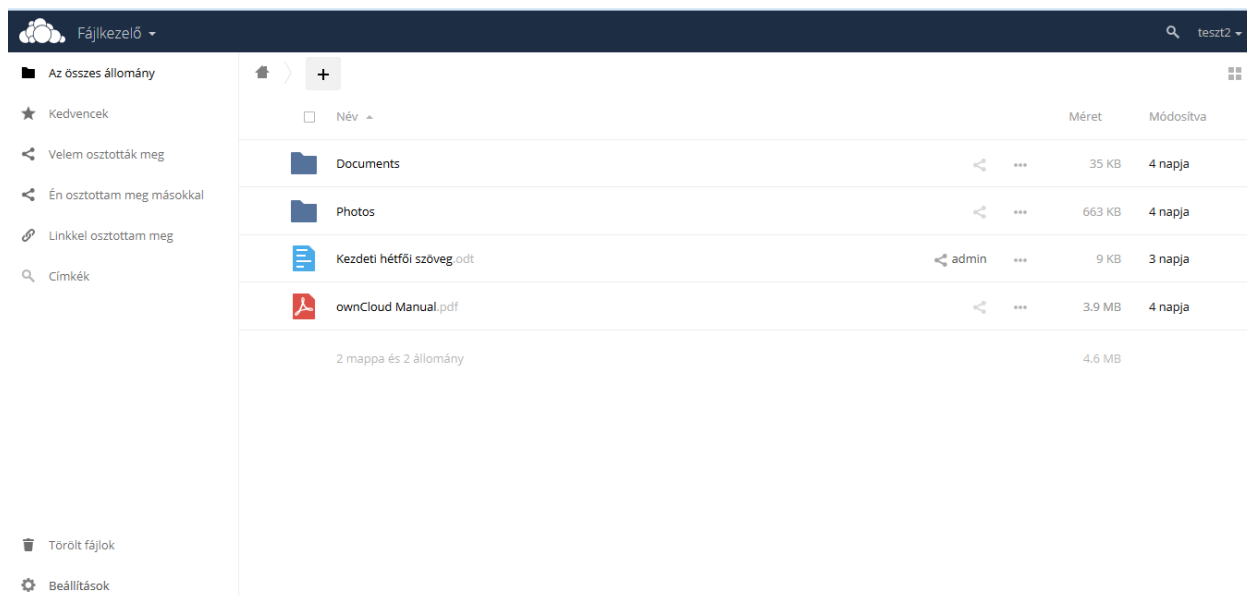 Fájlkezelő
teszt2
Az összes állomány
Kedvencek
Velem osztották meg
Én osztottam meg másokkal
Linkkel osztottam meg
Címkék
Törölt fájlok
Beállítások
+
Név Méret Módosítva
Documents 35 KB 4 napja
Photos 663 KB 4 napja
Kezdeti hétfői szöveg.odt admin 9 KB 3 napja
ownCloud Manual.pdf 3.9 MB 4 napja
2 mappa és 2 állomány 4.6 MB